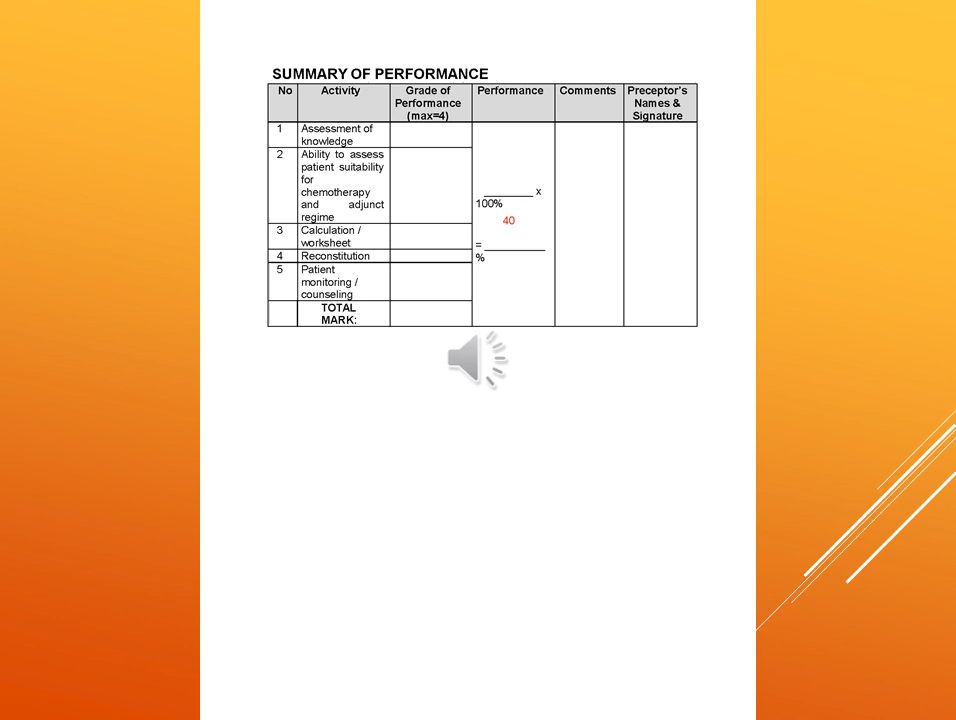 SUMMARY OF PERFORMANCE
No
Activity
Grade of
Performance
(max=4)
Performance
Comments
Preceptor's
Names &
Signature
1
Assessment of
knowledge
2
Ability to assess
patient suitability
for
chemotherapy
and adjunct
regime
3
Calculation /
worksheet
4
Reconstitution
5
Patient
monitoring /
counseling
TOTAL
MARK:
________ x
100%
40
= __________
%